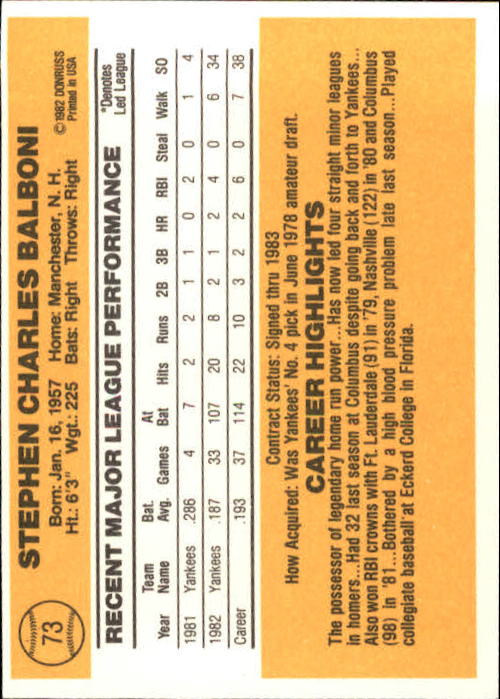 73
STEPHEN CHARLES BALBONI
Born: Jan. 16, 1957 Home: Manchester, N. H.
Ht.: 6'3" Wgt.: 225 Bats: Right Throws: Right
©1982 DONRUSS
Printed in USA
RECENT MAJOR LEAGUE PERFORMANCE
*Denotes
Led League
Team Bat. At
Year Name Avg. Games Bat Hits Runs 2B 3B HR RBI Steal Walk SO
1981 Yankees .286 4 7 2 2 1 1 0 2 0 1 4
1982 Yankees .187 33 107 20 8 2 1 2 4 0 6 34
Career .193 37 114 22 10 3 2 2 6 0 7 38
Contract Status: Signed thru 1983
How Acquired: Was Yankees' No. 4 pick in June 1978 amateur draft.
CAREER HIGHLIGHTS
The possessor of legendary home run power...Has now led four straight minor leagues
in homers...Had 32 last season at Columbus despite going back and forth to Yankees...
Also won RBI crowns with Ft. Lauderdale (91) in '79, Nashville (122) in '80 and Columbus
(98) in '81...Bothered by a high blood pressure problem late last season...Played
collegiate baseball at Eckerd College in Florida.